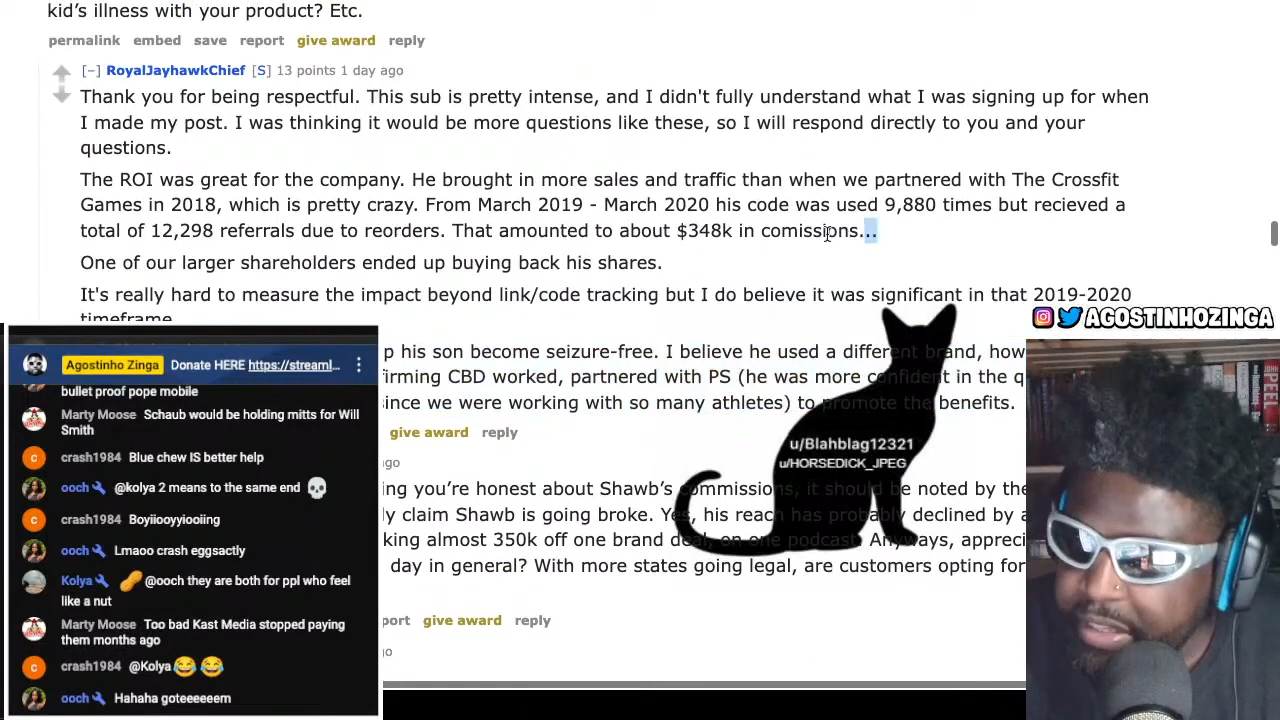 kid's illness with your product? Etc.
permalink embed save report give award reply
[–] RoyalJayhawkChief [S] 13 points 1 day ago
Thank you for being respectful. This sub is pretty intense, and I didn't fully understand what I was signing up for when
I made my post. I was thinking it would be more questions like these, so I will respond directly to you and your
questions.
The ROI was great for the company. He brought in more sales and traffic than when we partnered with The Crossfit
Games in 2018, which is pretty crazy. From March 2019 - March 2020 his code was used 9,880 times but recieved a
total of 12,298 referrals due to reorders. That amounted to about $348k in comissions...
One of our larger shareholders ended up buying back his shares.
It's really hard to measure the impact beyond link/code tracking but I do believe it was significant in that 2019-2020
timeframe
p his son become seizure-free. I believe he used a different brand, how
firming CBD worked, partnered with PS (he was more confident in the q
since we were working with so many athletes) to promote the benefits.
give award reply
ago
ing you're honest about Shawb's commissions, it should be noted by the
ly claim Shawb is going broke. Yes, his reach has probably declined by a
king almost 350k off one brand deal, on one podcast. Anyways, appreci
day in general? With more states going legal, are customers opting for
port give award reply
go
u/Blahblag12321
u/HORSEDICK_JPEG
AGOSTINHOZINGA
PEEL
Agostinho Zinga Donate HERE https://streaml...
bullet proof pope mobile
Marty Moose Schaub would be holding mitts for Will
Smith
c crash1984 Blue chew IS better help
ooch @kolya 2 means to the same end 💀
c crash1984 Boyiiooyyiooiing
ooch Lmaoo crash eggsactly
Kolya 🥜 @ooch they are both for ppl who feel
like a nut
Marty Moose Too bad Kast Media stopped paying
them months ago
c crash1984 @Kolya 😂 😂
ooch Hahaha goteeeeeem